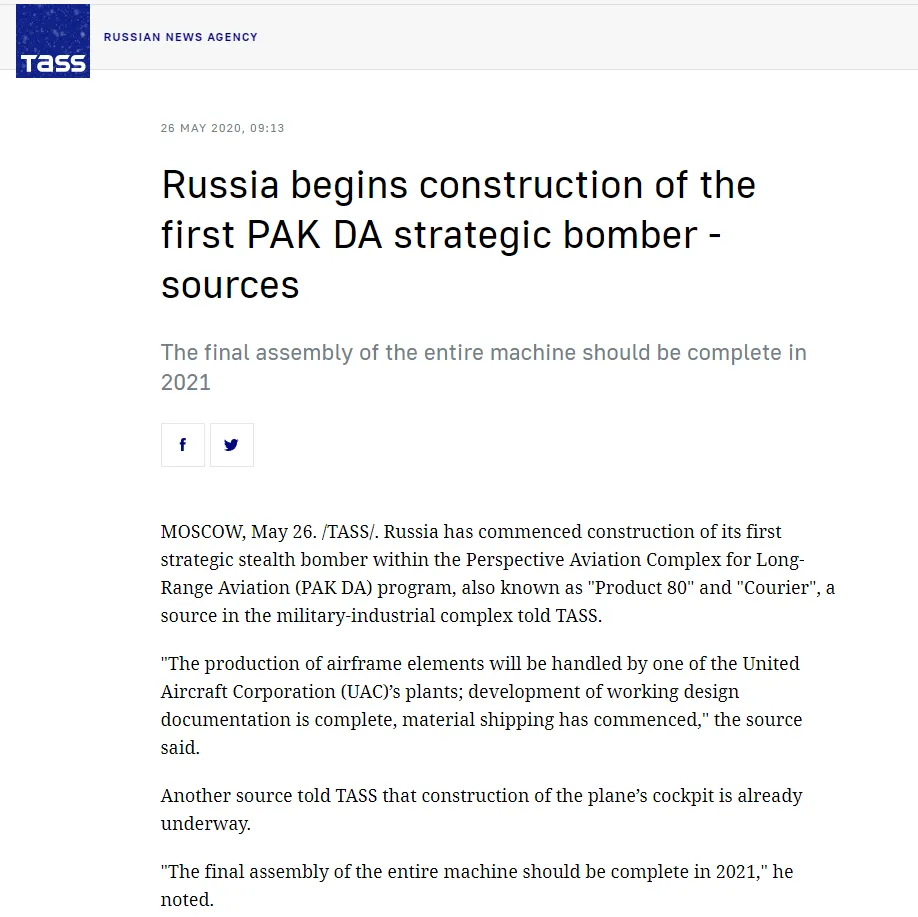 TASS
RUSSIAN NEWS AGENCY
26 MAY 2020, 09:13
Russia begins construction of the
first PAK DA strategic bomber -
sources
The final assembly of the entire machine should be complete in
2021
f
MOSCOW, May 26. /TASS/. Russia has commenced construction of its first
strategic stealth bomber within the Perspective Aviation Complex for Long-
Range Aviation (PAK DA) program, also known as "Product 80" and "Courier", a
source in the military-industrial complex told TASS.
"The production of airframe elements will be handled by one of the United
Aircraft Corporation (UAC)’s plants; development of working design
documentation is complete, material shipping has commenced," the source
said.
Another source told TASS that construction of the plane’s cockpit is already
underway.
"The final assembly of the entire machine should be complete in 2021," he
noted.